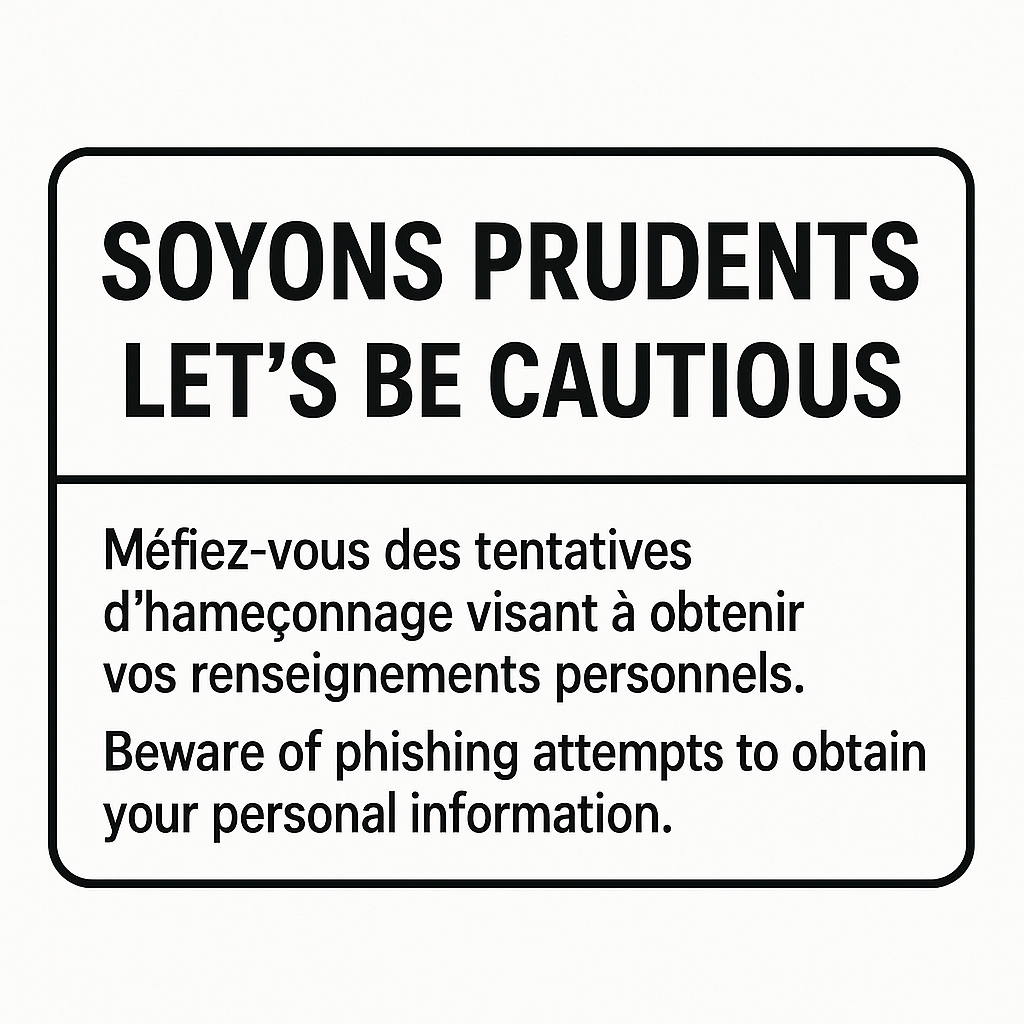 SOYONS PRUDENTS
LET’S BE CAUTIOUS
Méfiez-vous des tentatives
d’hameçonnage visant à obtenir
vos renseignements personnels.
Beware of phishing attempts to obtain
your personal information.